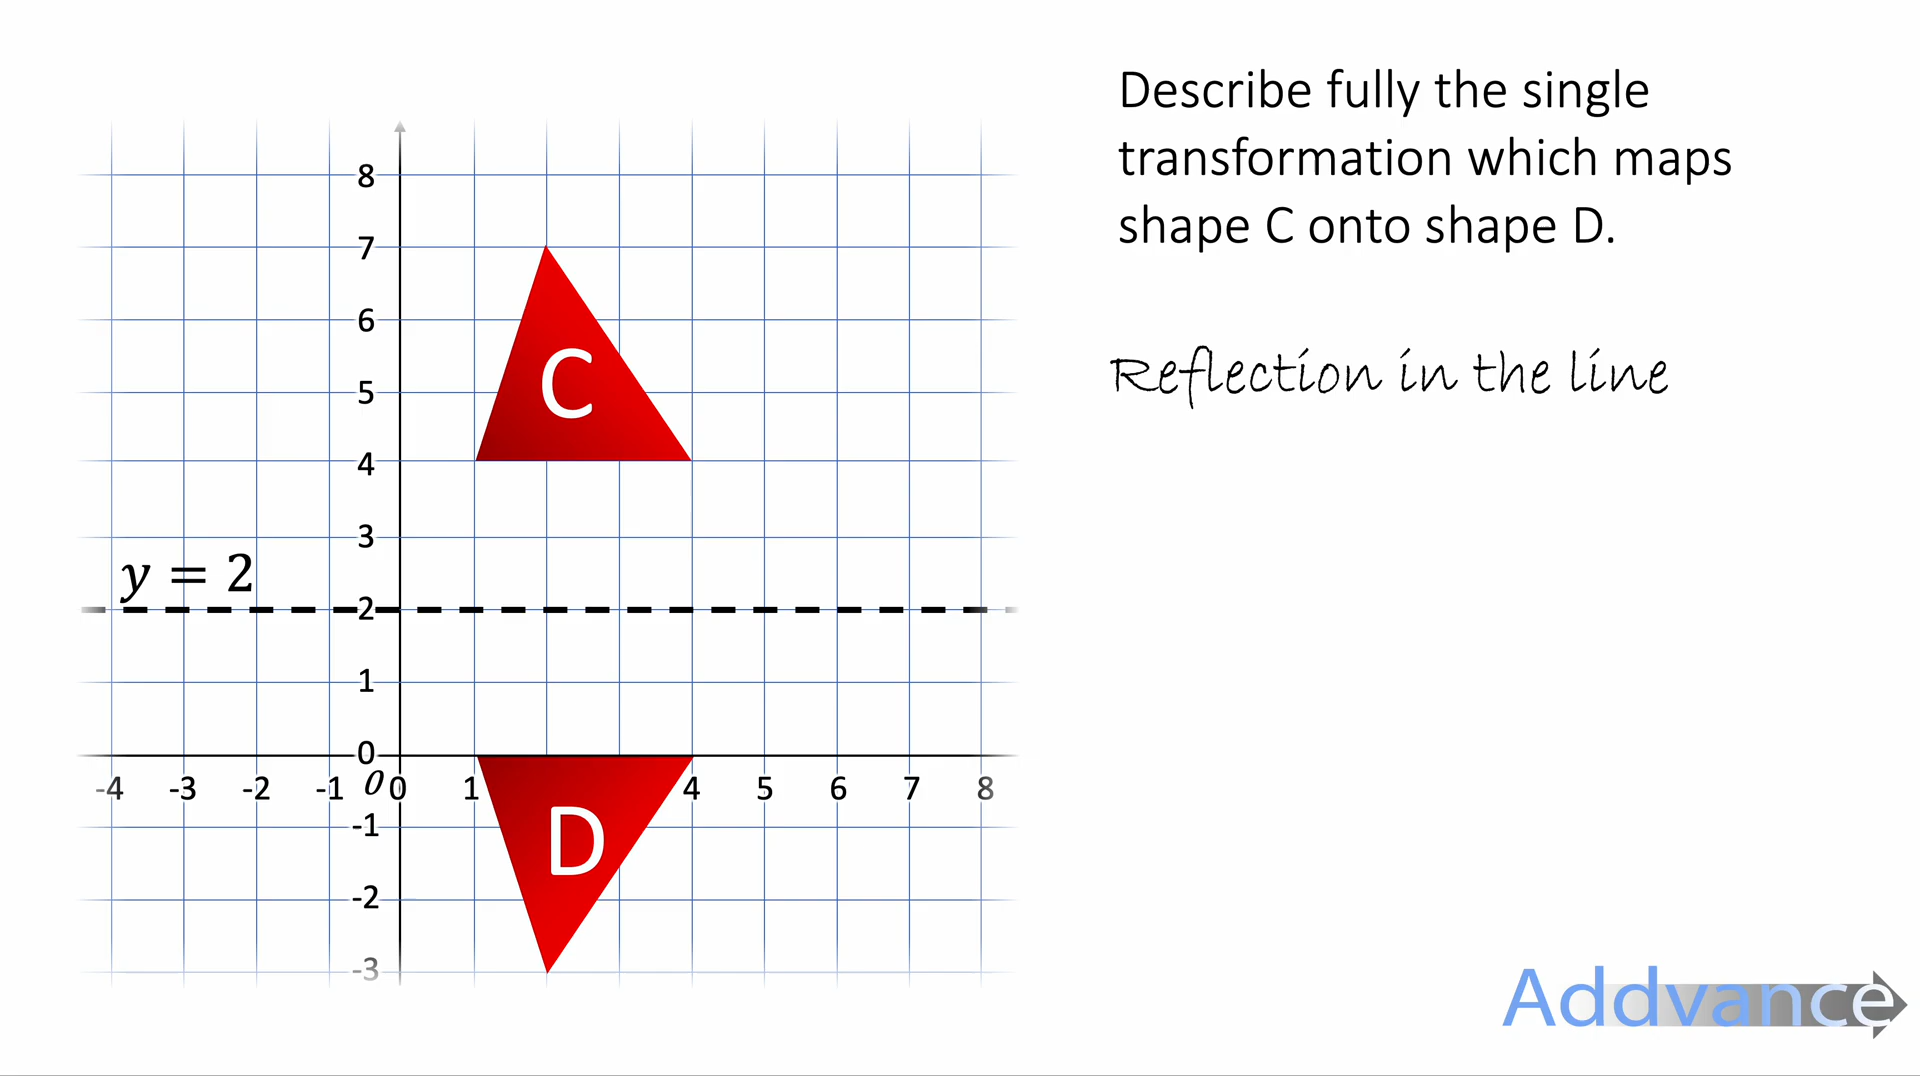 Describe fully the single
transformation which maps
shape C onto shape D.
Reflection in the line
8
7
6
C
5
4
3
y = 2
2
1
0
-4 -3 -2 -1 O 0 1 4 5 6 7 8
-1
D
-2
-3
Addvance